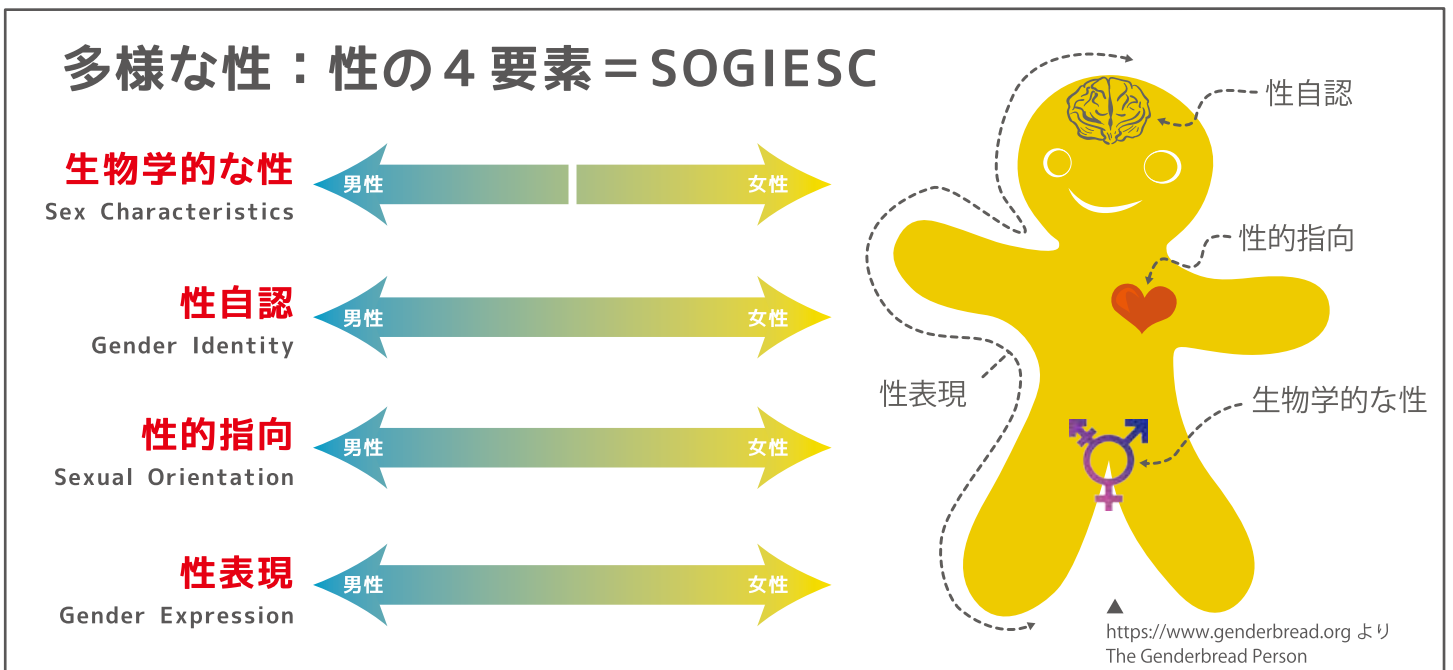 多様な性：性の４要素＝SOGIESC
生物学的な性
Sex Characteristics
男性
女性
性自認
Gender Identity
男性
女性
性的指向
Sexual Orientation
男性
女性
性表現
Gender Expression
男性
女性
性自認
性的指向
性表現
生物学的な性
▲
https://www.genderbread.org より
The Genderbread Person